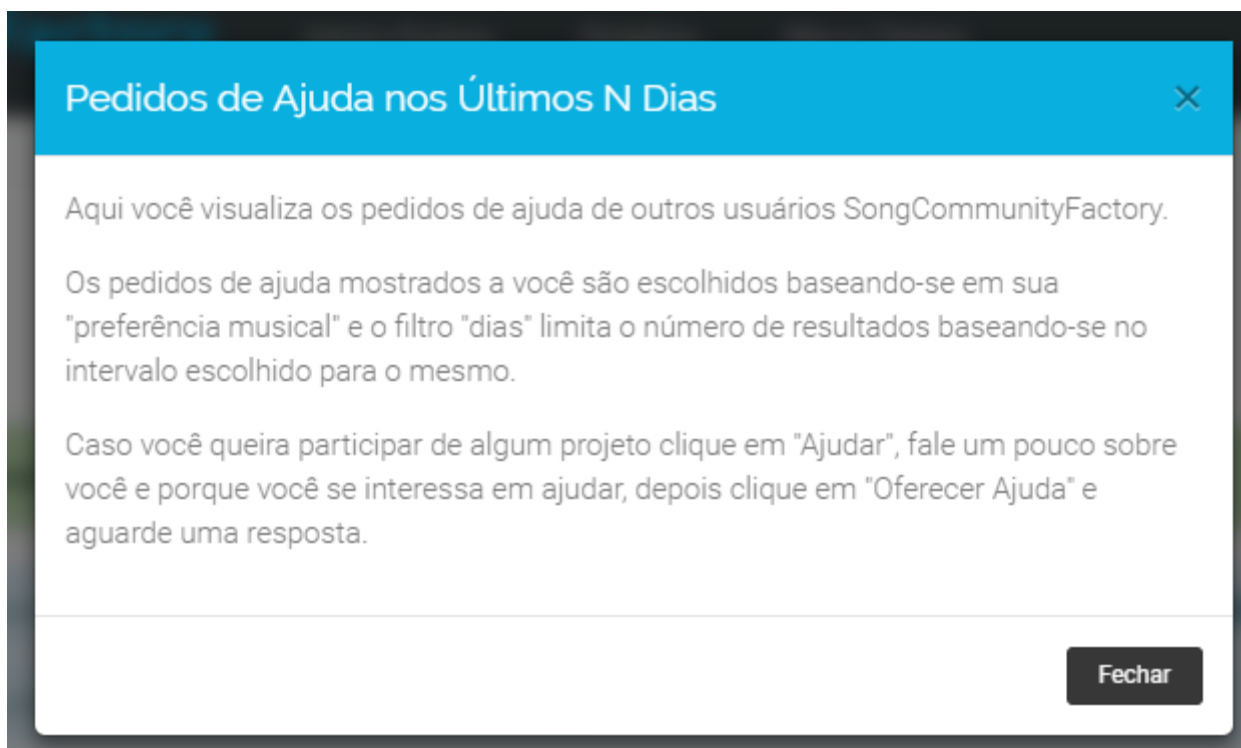 Pedidos de Ajuda nos Últimos N Dias
Aqui você visualiza os pedidos de ajuda de outros usuários SongCommunityFactory.
Os pedidos de ajuda mostrados a você são escolhidos baseando-se em sua
"preferência musical" e o filtro "dias" limita o número de resultados baseando-se no
intervalo escolhido para o mesmo.
Caso você queira participar de algum projeto clique em "Ajudar", fale um pouco sobre
você e porque você se interessa em ajudar, depois clique em "Oferecer Ajuda" e
aguarde uma resposta.
Fechar